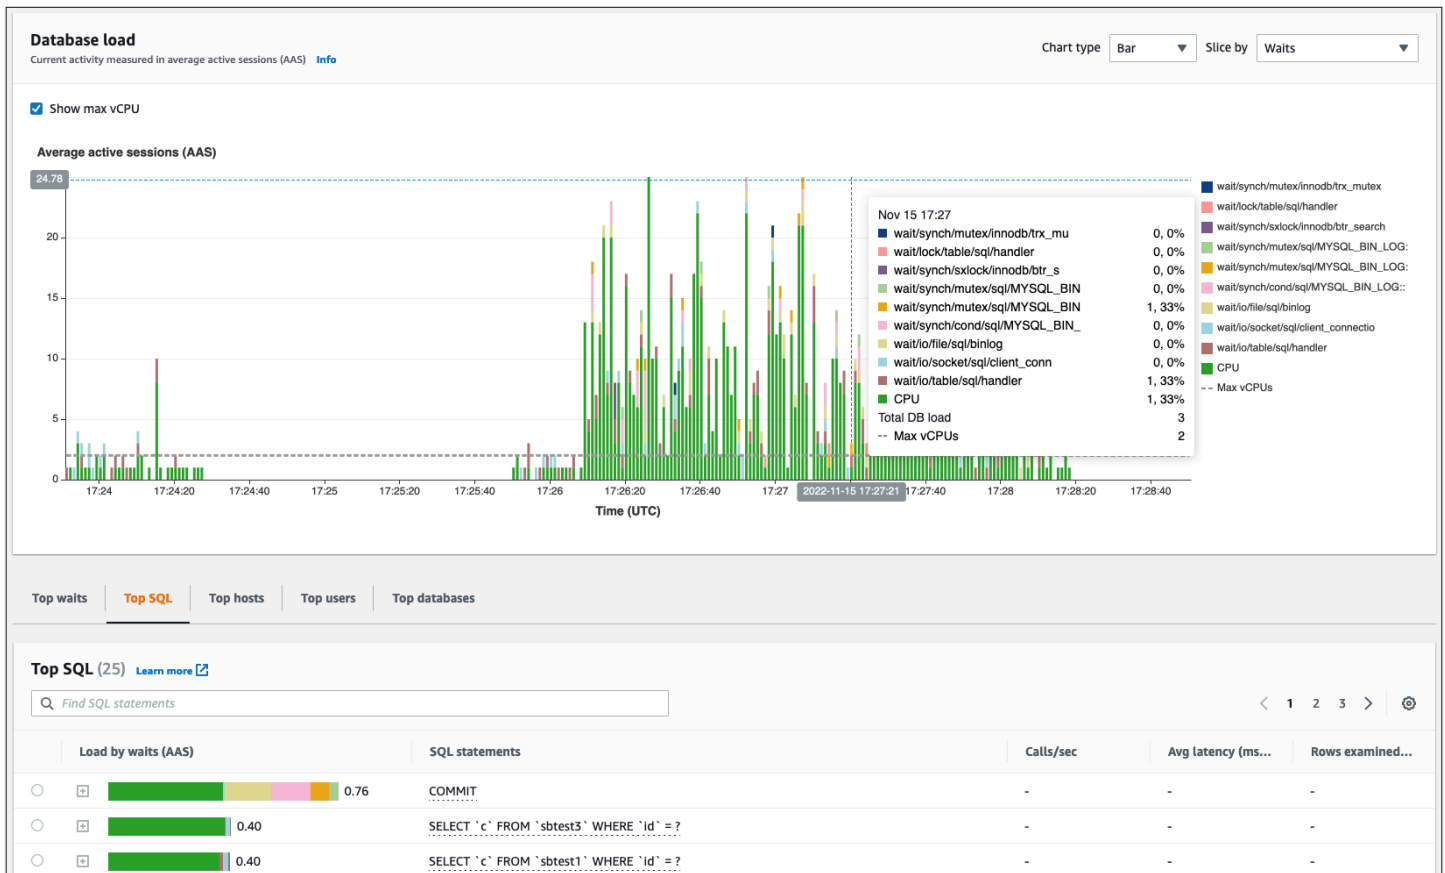 Database load
Current activity measured in average active sessions (AAS) Info
Chart type Bar Slice by Waits
Show max vCPU
Average active sessions (AAS)
24.78
20
15
10
5
0
17:24 17:24:20 17:24:40 17:25 17:25:20 17:25:40 17:26 17:26:20 17:26:40 17:27 2022-11-15 17:27:21 17:27:40 17:28 17:28:20 17:28:40
Time (UTC)
Nov 15 17:27
wait/synch/mutex/innodb/trx_mu 0, 0%
wait/lock/table/sql/handler 0, 0%
wait/synch/sxlock/innodb/btr_s 0, 0%
wait/synch/mutex/sql/MYSQL_BIN 0, 0%
wait/synch/mutex/sql/MYSQL_BIN 1, 33%
wait/synch/cond/sql/MYSQL_BIN_ 0, 0%
wait/io/file/sql/binlog 0, 0%
wait/io/socket/sql/client_conn 0, 0%
wait/io/table/sql/handler 1, 33%
CPU 1, 33%
Total DB load 3
-- Max vCPUs 2
wait/synch/mutex/innodb/trx_mutex
wait/lock/table/sql/handler
wait/synch/sxlock/innodb/btr_search
wait/synch/mutex/sql/MYSQL_BIN_LOG:
wait/synch/mutex/sql/MYSQL_BIN_LOG:
wait/synch/cond/sql/MYSQL_BIN_LOG::
wait/io/file/sql/binlog
wait/io/socket/sql/client_connectio
wait/io/table/sql/handler
CPU
-- Max vCPUs
Top waits Top SQL Top hosts Top users Top databases
Top SQL (25) Learn more
Find SQL statements
1 2 3
Load by waits (AAS) SQL statements Calls/sec Avg latency (ms... Rows examined...
0.76 COMMIT - - -
0.40 SELECT `c` FROM `sbtest3` WHERE `id` = ? - - -
0.40 SELECT `c` FROM `sbtest1` WHERE `id` = ? - - -